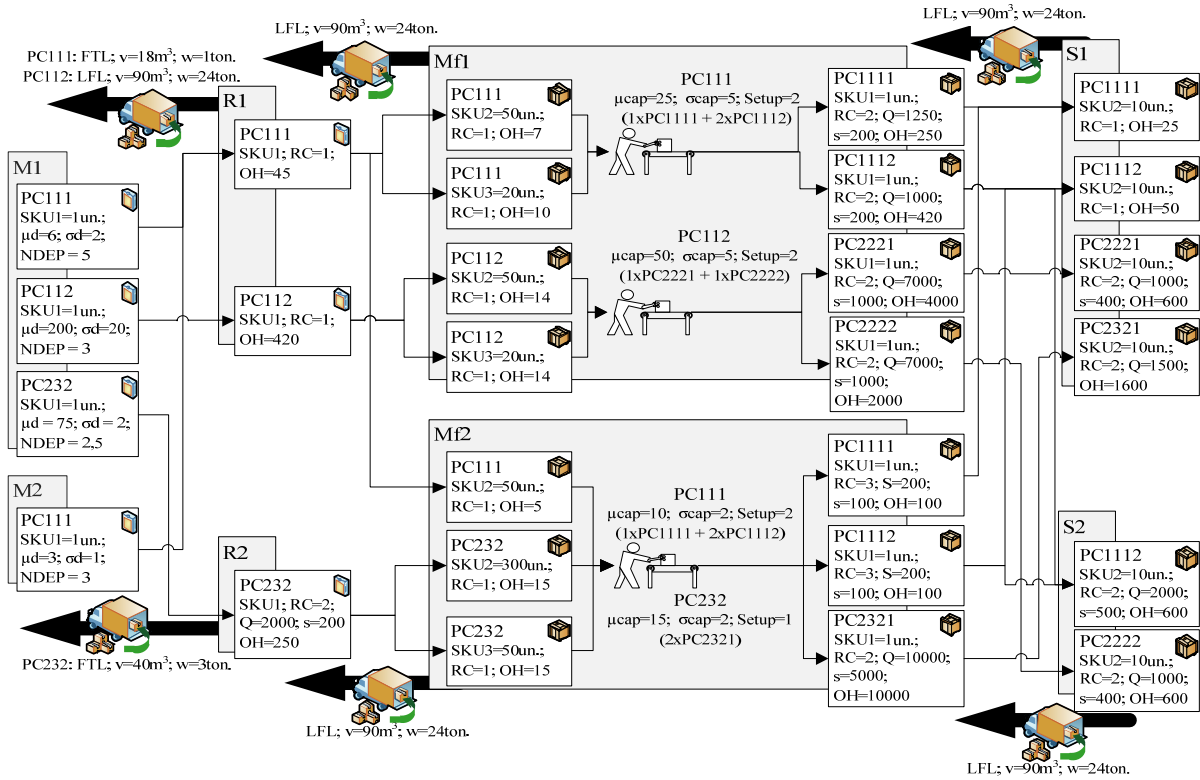 LFL; v=90m³; w=24ton.
LFL; v=90m³; w=24ton.
PC111: FTL; v=18m³; w=1ton.
PC112: LFL; v=90m³; w=24ton.
M1
PC111
SKU1=1un.;
μd=6; σd=2;
NDEP = 5
PC112
SKU1=1un.;
μd=200; σd=20;
NDEP = 3
PC232
SKU1=1un.;
μd = 75; σd = 2;
NDEP = 2,5
M2
PC111
SKU1=1un.;
μd=3; σd=1;
NDEP = 3
PC232: FTL; v=40m³; w=3ton.
R1
PC111
SKU1; RC=1;
OH=45
PC112
SKU1; RC=1;
OH=420
R2
PC232
SKU1; RC=2;
Q=2000; s=200
OH=250
Mf1
PC111
SKU2=50un.;
RC=1; OH=7
PC111
SKU3=20un.;
RC=1; OH=10
PC112
SKU2=50un.;
RC=1; OH=14
PC112
SKU3=20un.;
RC=1; OH=14
PC111
μcap=25; σcap=5; Setup=2
(1xPC1111 + 2xPC1112)
PC112
μcap=50; σcap=5; Setup=2
(1xPC2221 + 1xPC2222)
PC1111
SKU1=1un.;
RC=2; Q=1250;
s=200; OH=250
PC1112
SKU1=1un.;
RC=2; Q=1000;
s=200; OH=420
PC2221
SKU1=1un.;
RC=2; Q=7000;
s=1000; OH=4000
PC2222
SKU1=1un.;
RC=2; Q=7000;
s=1000;
OH=2000
Mf2
PC111
SKU2=50un.;
RC=1; OH=5
PC232
SKU2=300un.;
RC=1; OH=15
PC232
SKU3=50un.;
RC=1; OH=15
PC111
μcap=10; σcap=2; Setup=2
(1xPC1111 + 2xPC1112)
PC232
μcap=15; σcap=2; Setup=1
(2xPC2321)
PC1111
SKU1=1un.;
RC=3; S=200;
s=100; OH=100
PC1112
SKU1=1un.;
RC=3; S=200;
s=100; OH=100
PC2321
SKU1=1un.;
RC=2; Q=10000;
s=5000;
OH=10000
LFL; v=90m³; w=24ton.
S1
PC1111
SKU2=10un.;
RC=1; OH=25
PC1112
SKU2=10un.;
RC=1; OH=50
PC2221
SKU2=10un.;
RC=2; Q=1000;
s=400; OH=600
PC2321
SKU2=10un.;
RC=2; Q=1500;
OH=1600
S2
PC1112
SKU2=10un.;
RC=2; Q=2000;
s=500; OH=600
PC2222
SKU2=10un.;
RC=2; Q=1000;
s=400; OH=600
LFL; v=90m³; w=24ton.